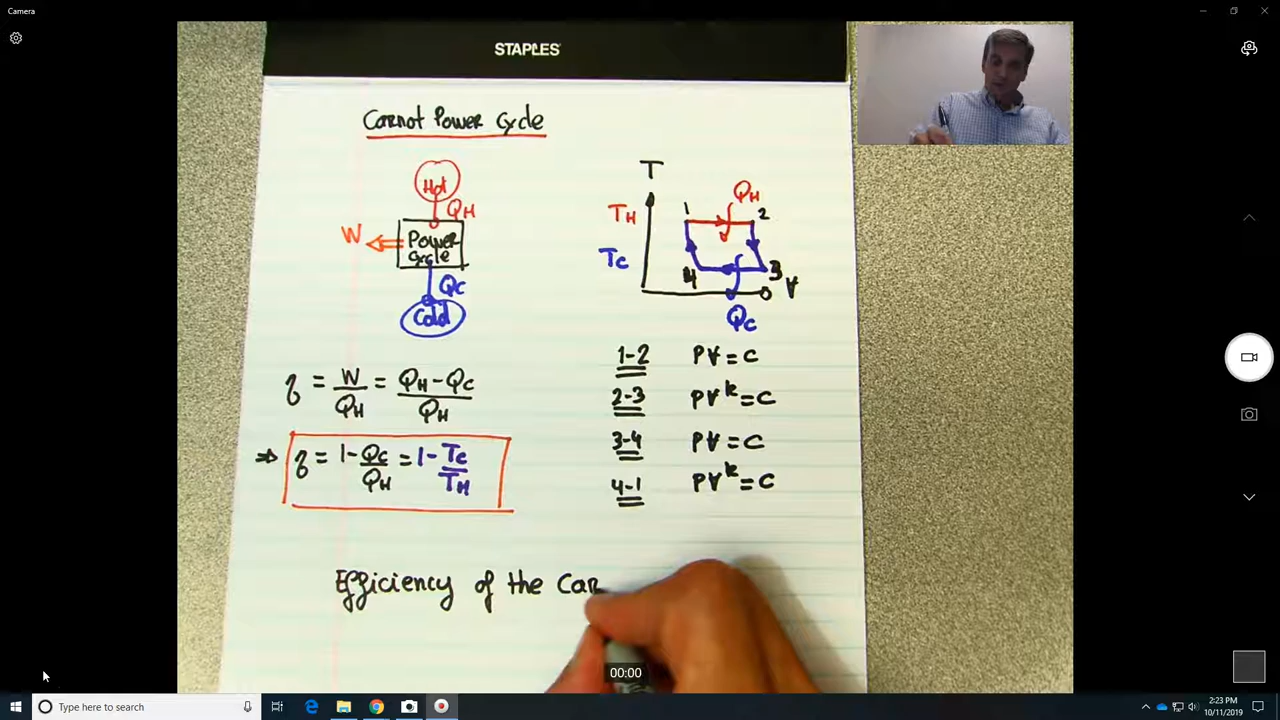 Camera
STAPLES
Carnot Power Cycle
Hot
QH
W
Power
Cycle
QC
Cold
T
TH
TC
1
QH
2
4
3
V
QC
η = W/QH = QH-QC/QH
⇒ η = 1-QC/QH = 1-TC/TH
1-2 PV=C
2-3 PV^k=C
3-4 PV=C
4-1 PV^k=C
Efficiency of the Car
00:00
Type here to search
2:23 PM
10/11/2019